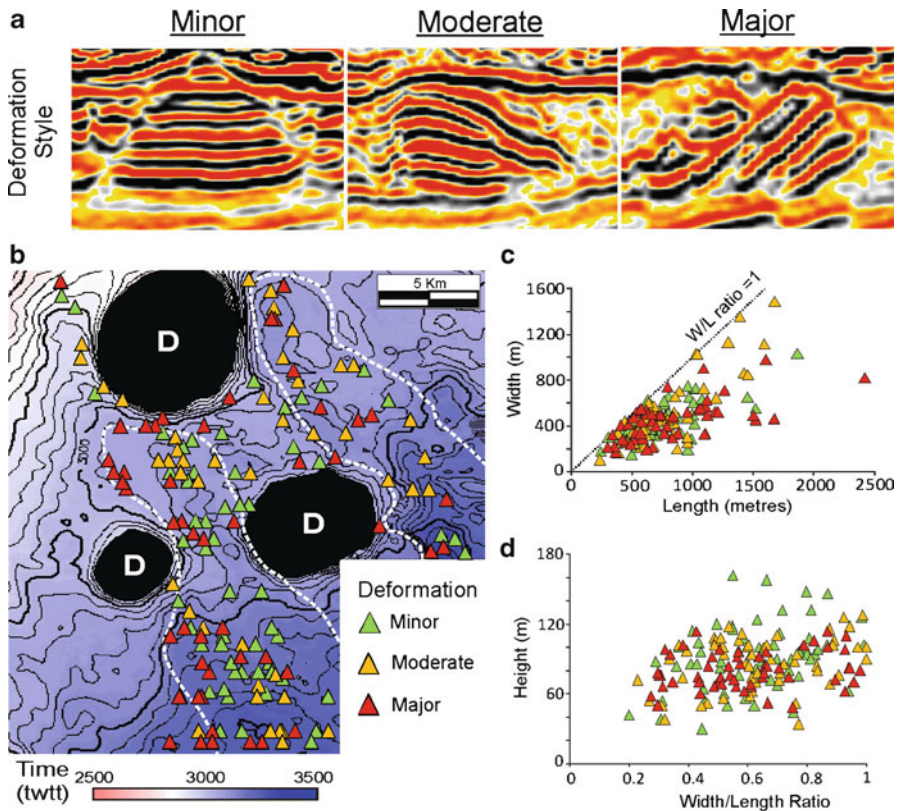 a
Minor
Moderate
Major
Deformation
Style
b
5 Km
D
D
D
3000
Deformation
Minor
Moderate
Major
Time
(twtt)
2500
3000
3500
c
W/L ratio =1
Width (m)
1600
1200
800
400
0
0
500
1000
1500
2000
2500
Length (metres)
d
Height (m)
180
120
60
0
0
0.2
0.4
0.6
0.8
1
Width/Length Ratio